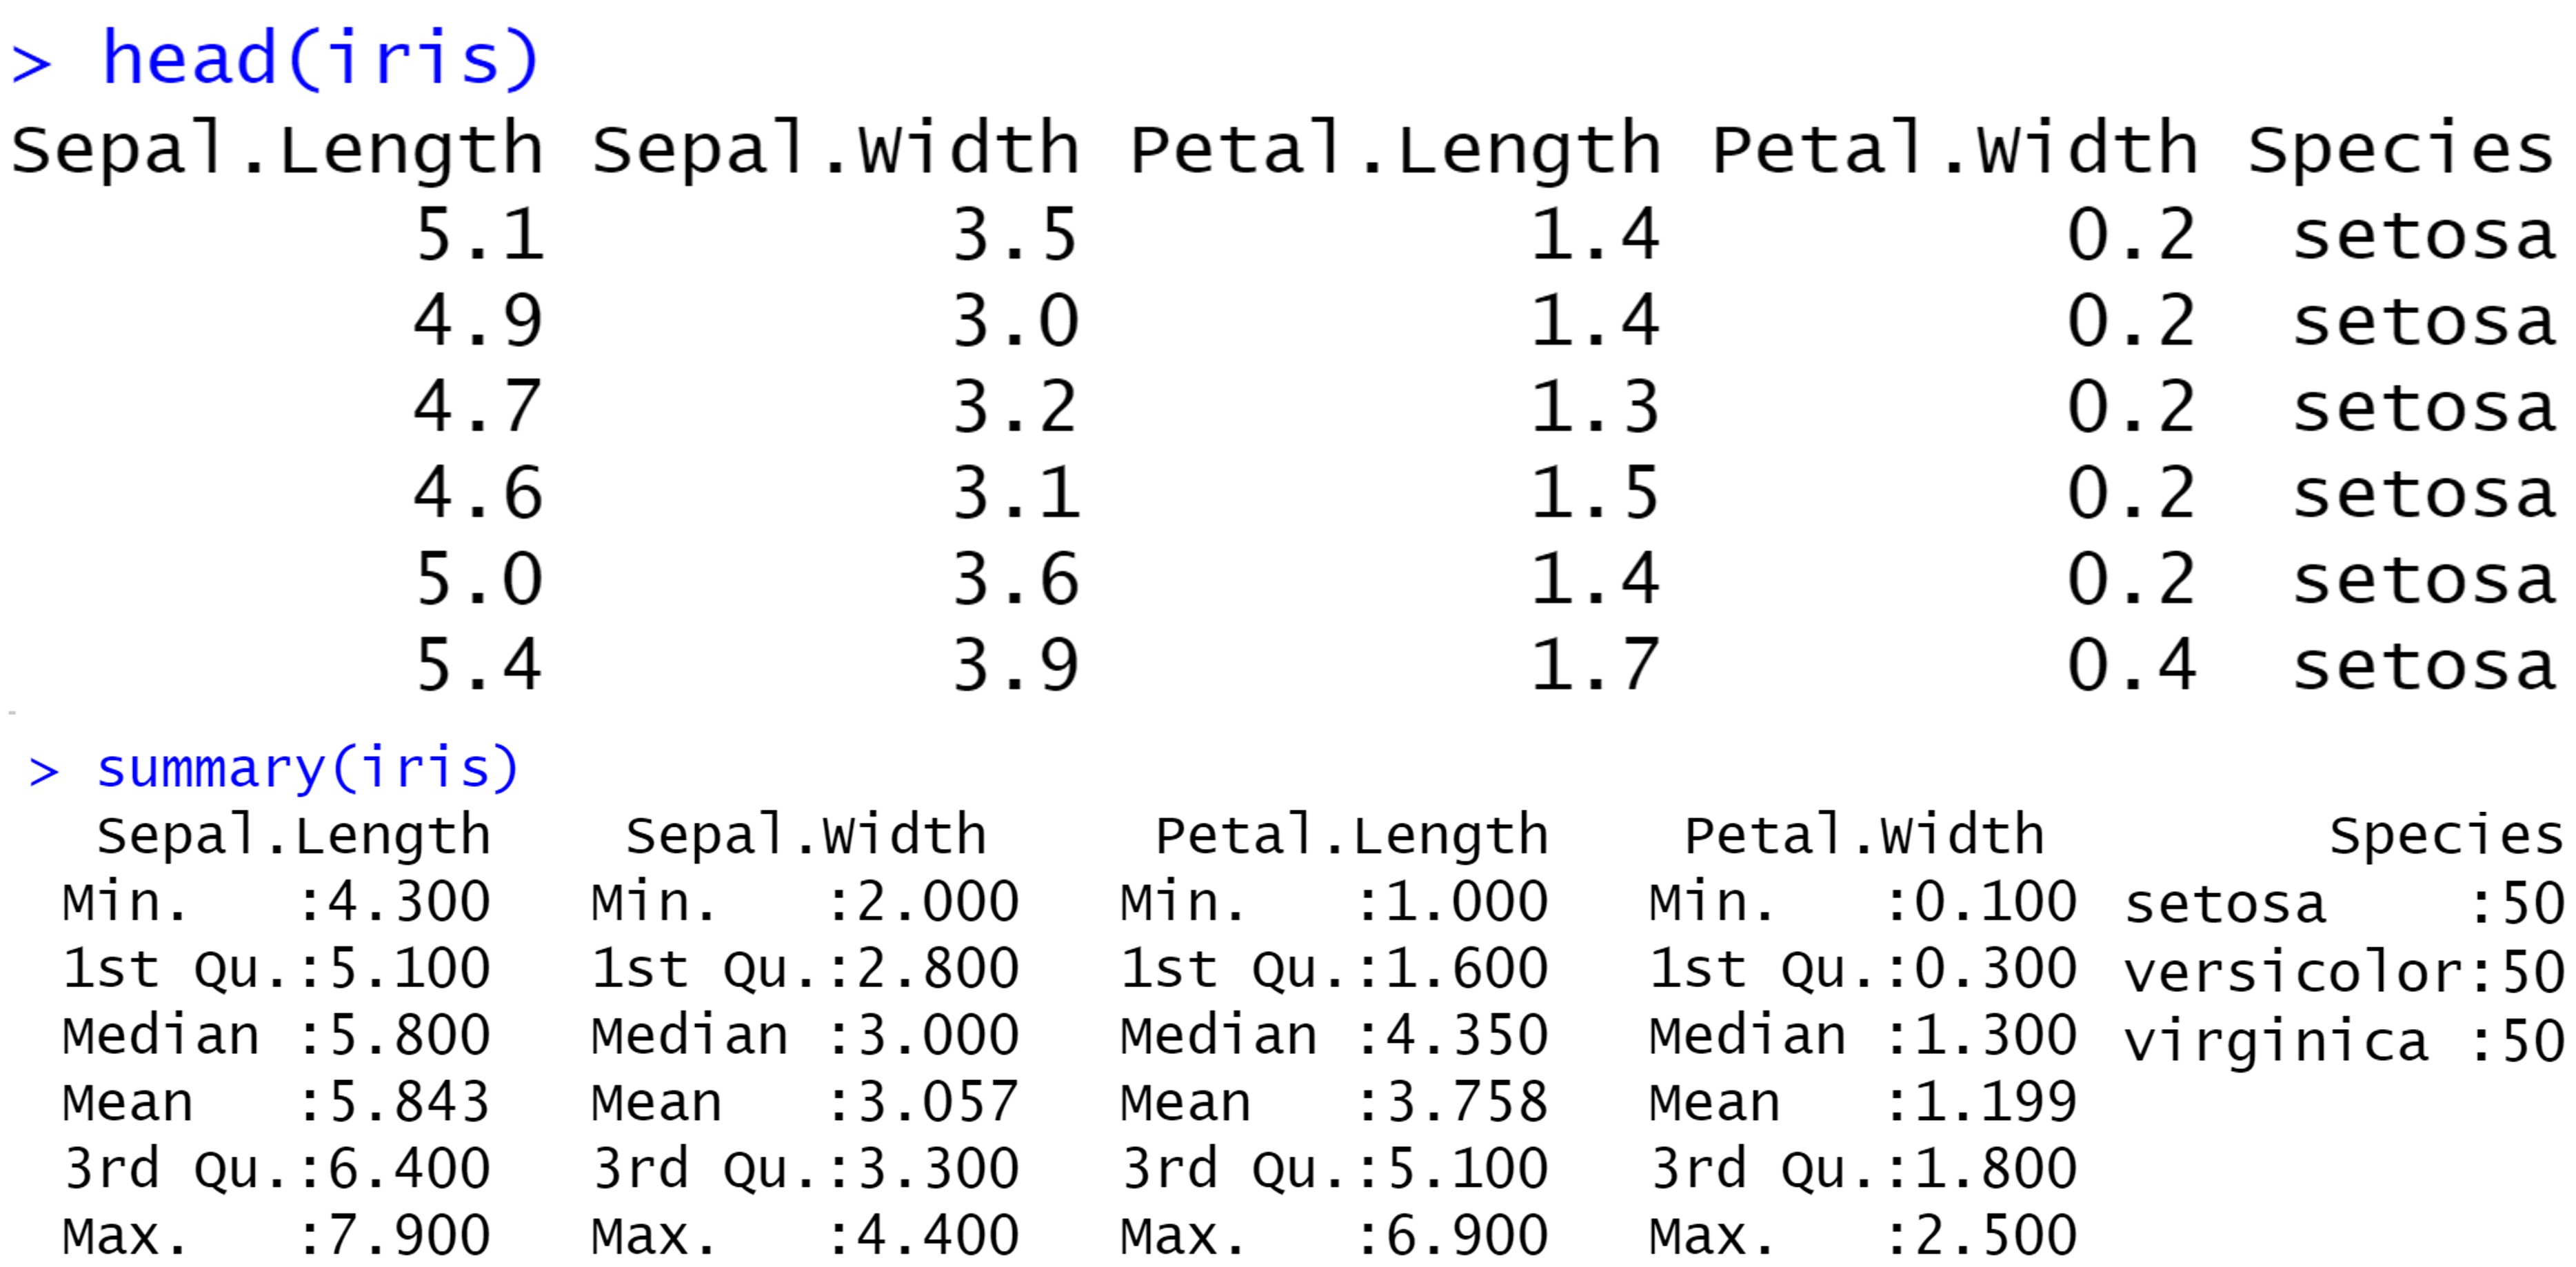 > head(iris)
Sepal.Length Sepal.Width Petal.Length Petal.Width Species
5.1 3.5 1.4 0.2 setosa
4.9 3.0 1.4 0.2 setosa
4.7 3.2 1.3 0.2 setosa
4.6 3.1 1.5 0.2 setosa
5.0 3.6 1.4 0.2 setosa
5.4 3.9 1.7 0.4 setosa
> summary(iris)
Sepal.Length Sepal.Width Petal.Length Petal.Width Species
Min. :4.300 Min. :2.000 Min. :1.000 Min. :0.100 setosa :50
1st Qu.:5.100 1st Qu.:2.800 1st Qu.:1.600 1st Qu.:0.300 versicolor:50
Median :5.800 Median :3.000 Median :4.350 Median :1.300 virginica :50
Mean :5.843 Mean :3.057 Mean :3.758 Mean :1.199
3rd Qu.:6.400 3rd Qu.:3.300 3rd Qu.:5.100 3rd Qu.:1.800
Max. :7.900 Max. :4.400 Max. :6.900 Max. :2.500